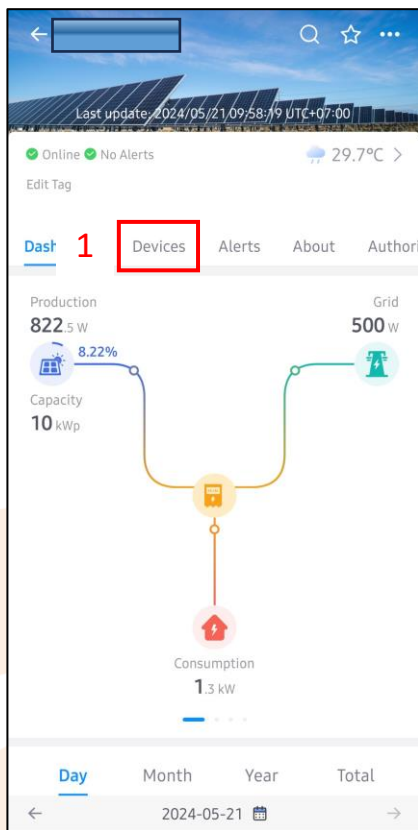 Last update: 2024/05/21 09:58:19 UTC+07:00
Online No Alerts 29.7ºC
Edit Tag
Dash 1 Devices Alerts About Authori
Production Grid
822.5 W 500 W
8.22%
Capacity
10 kWp
Consumption
1.3 kW
Day Month Year Total
2024-05-21